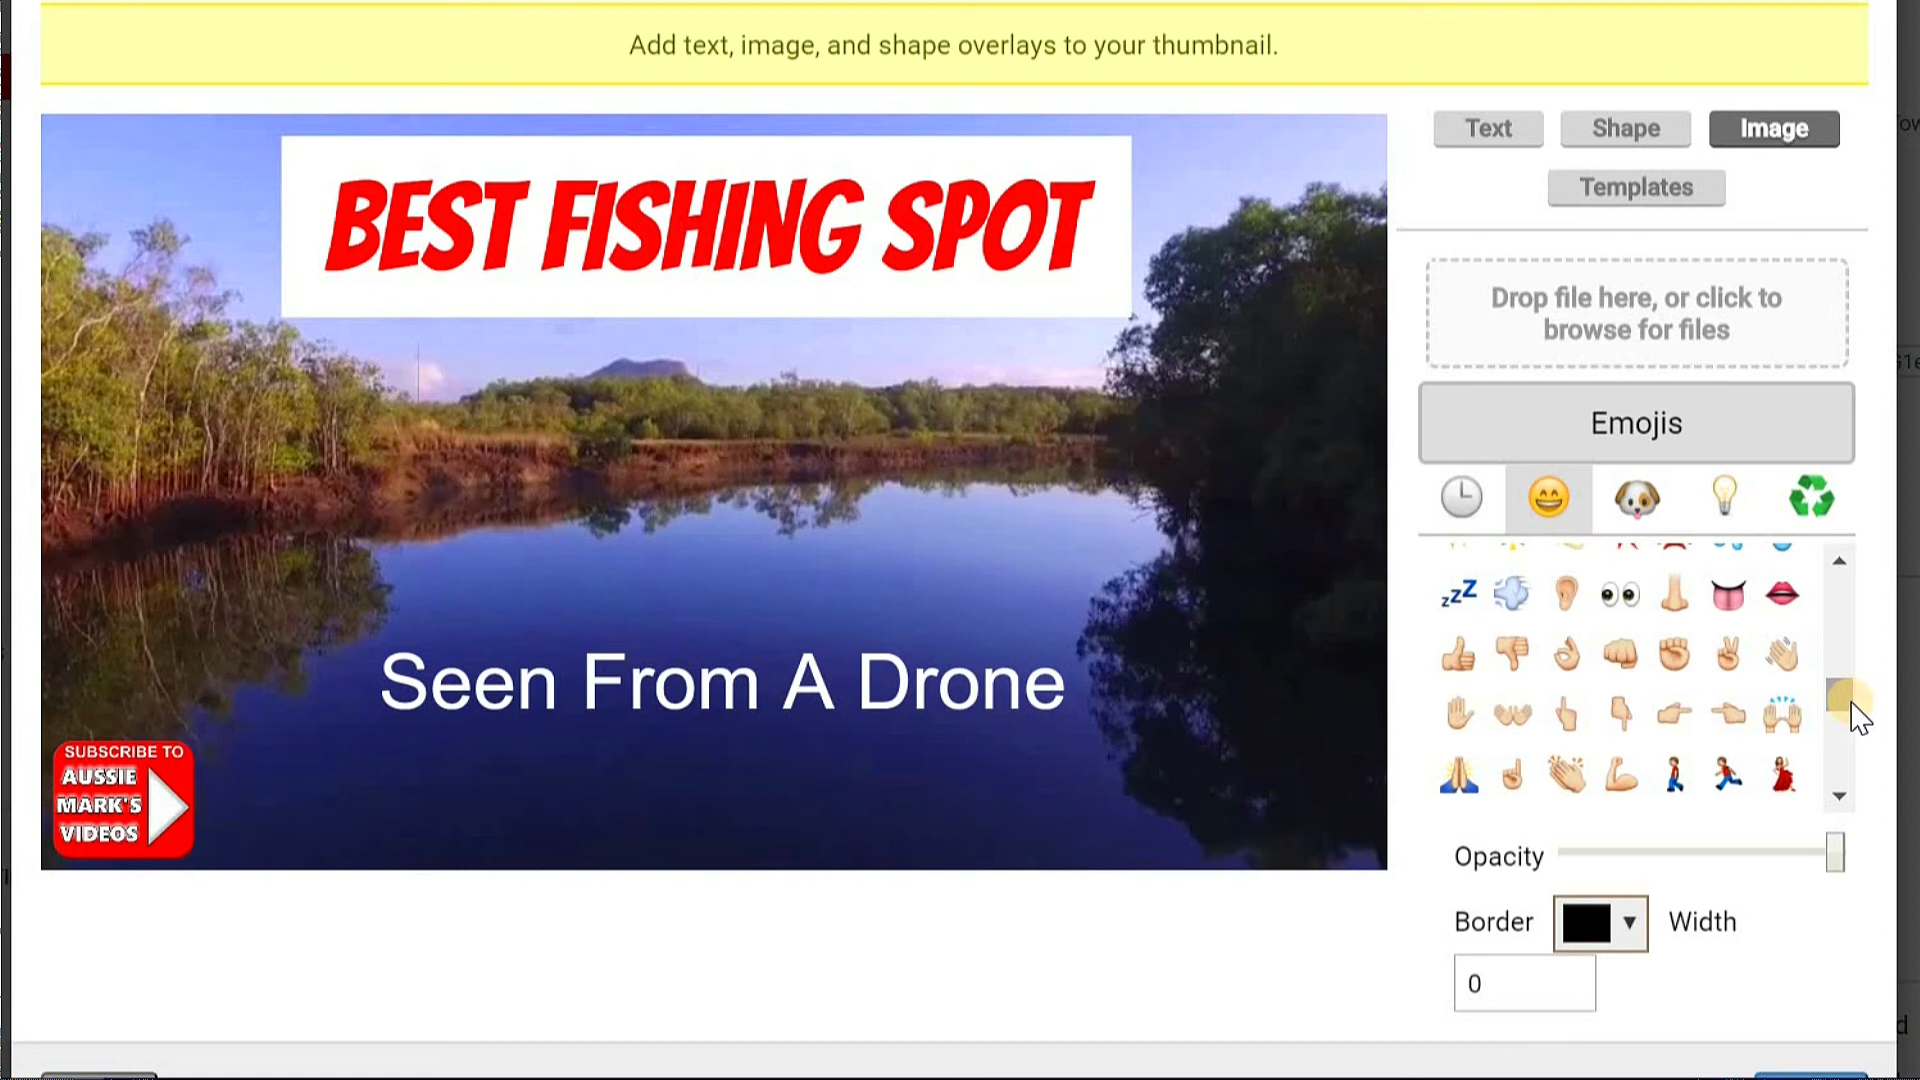 Add text, image, and shape overlays to your thumbnail.
Text
Shape
Image
Templates
BEST FISHING SPOT
Drop file here, or click to
browse for files
Emojis
Seen From A Drone
SUBSCRIBE TO
AUSSIE
MARK'S
VIDEOS
Opacity
Border
Width
0